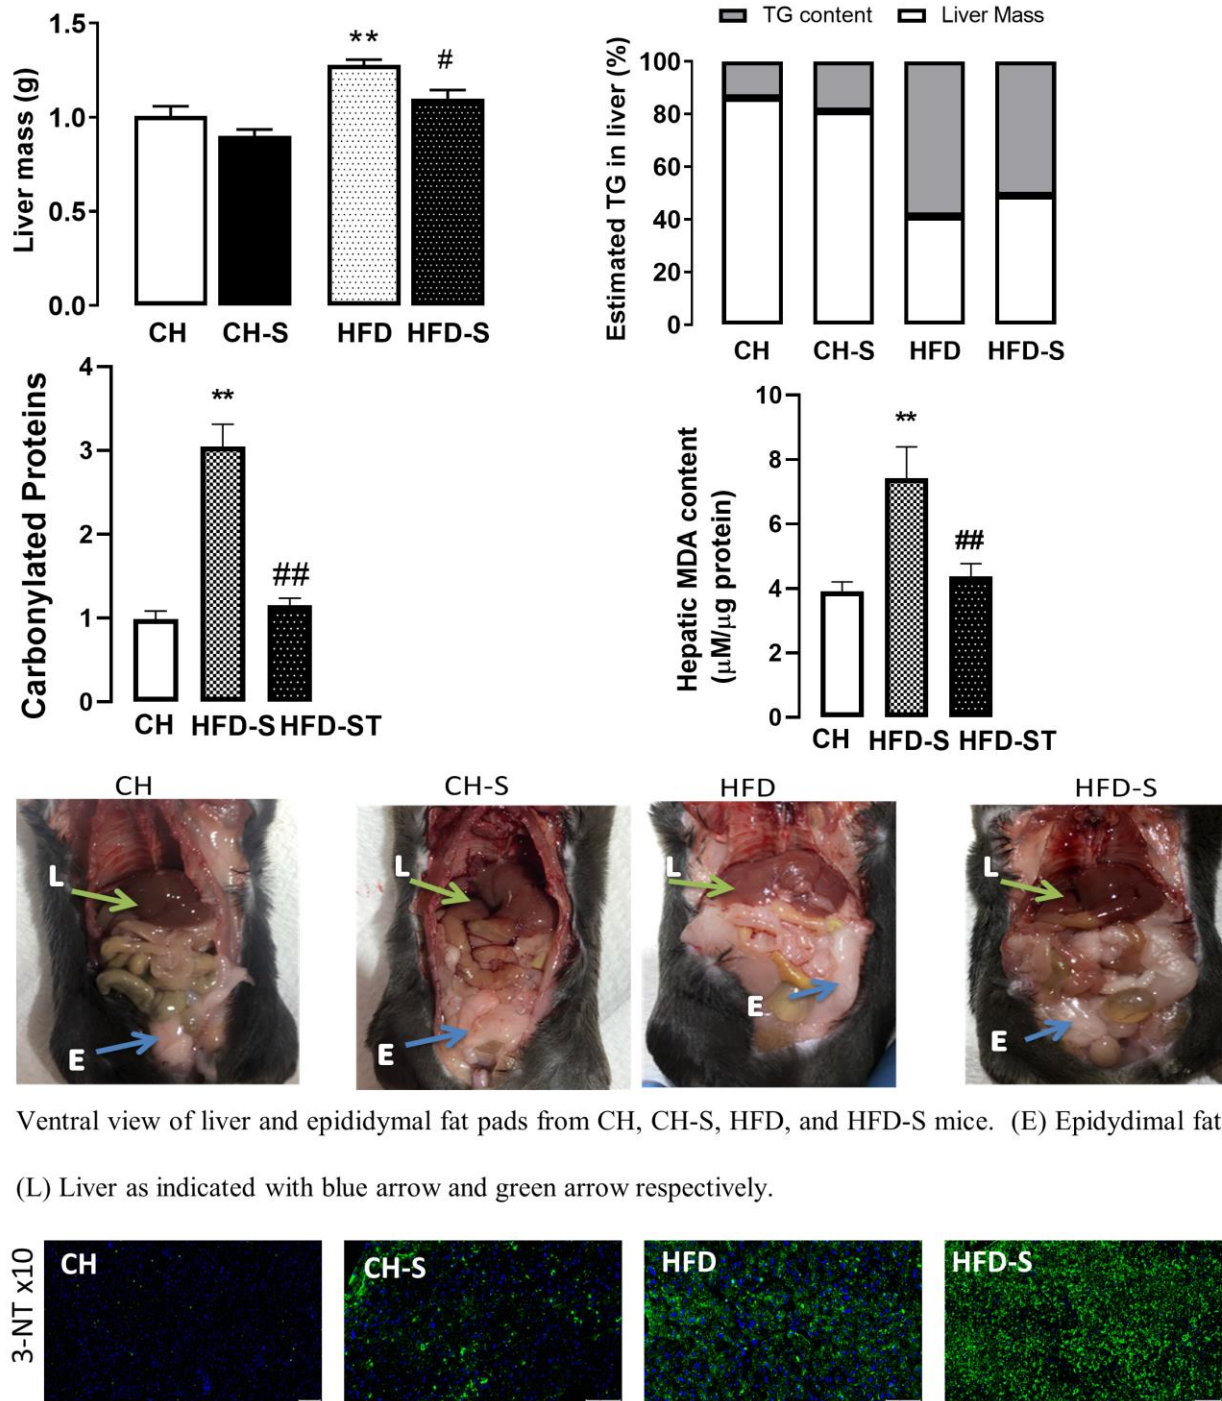 TG content Liver Mass
Liver mass (g)
1.5
1.0
0.5
0.0
**
#
CH CH-S HFD HFD-S
Estimated TG in liver (%)
100
80
60
40
20
0
CH CH-S HFD HFD-S
Carbonylated Proteins
4
3
2
1
0
**
##
CH HFD-S HFD-ST
Hepatic MDA content
(µM/µg protein)
10
8
6
4
2
0
**
##
CH HFD-S HFD-ST
CH CH-S HFD HFD-S
L L L L
E E E E
Ventral view of liver and epididymal fat pads from CH, CH-S, HFD, and HFD-S mice. (E) Epidydimal fat
(L) Liver as indicated with blue arrow and green arrow respectively.
3-NT x10
CH CH-S HFD HFD-S